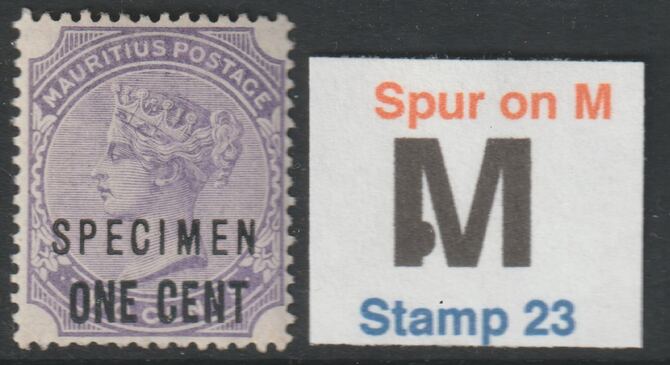 MAURITIUS POSTAGE
SPECIMEN
ONE CENT
Spur on M
M
Stamp 23